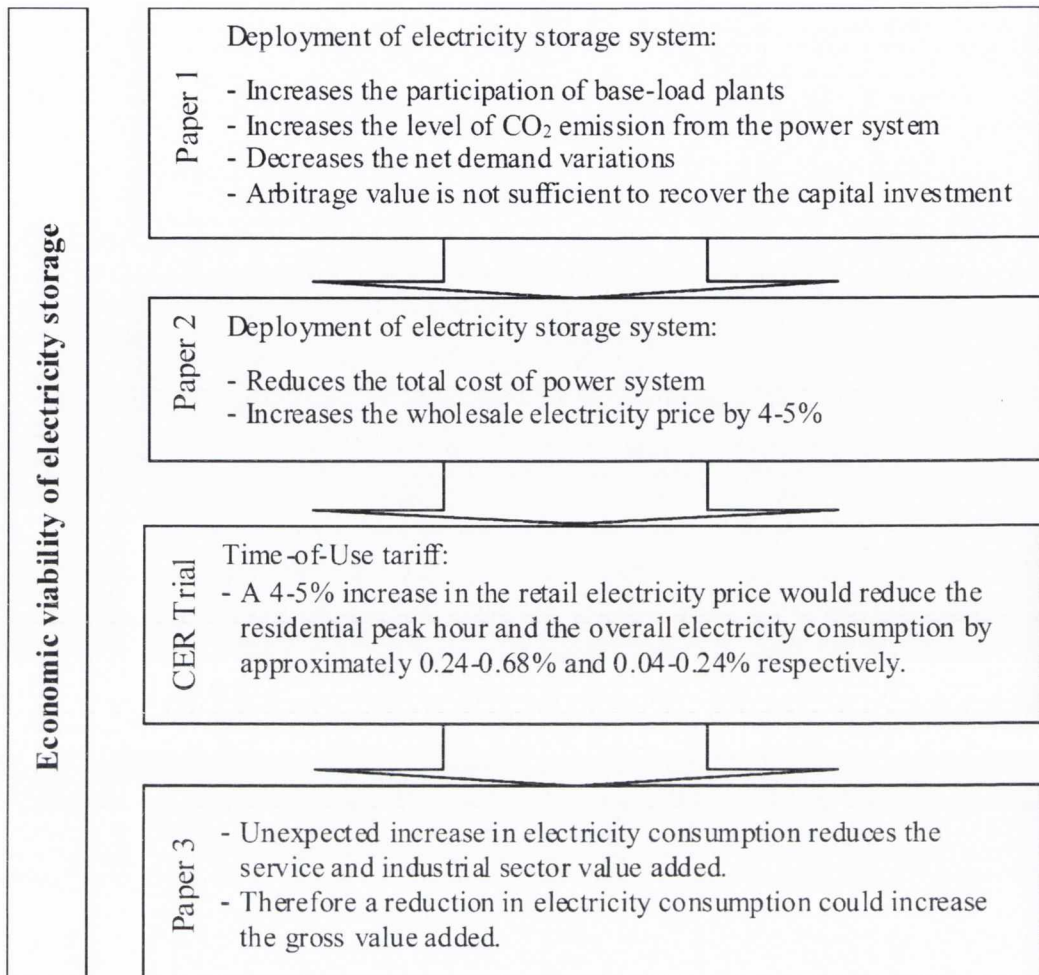 Economic viability of electricity storage
Paper 1
Deployment of electricity storage system:
- Increases the participation of base-load plants
- Increases the level of CO₂ emission from the power system
- Decreases the net demand variations
- Arbitrage value is not sufficient to recover the capital investment
Paper 2
Deployment of electricity storage system:
- Reduces the total cost of power system
- Increases the wholesale electricity price by 4-5%
CER Trial
Time-of-Use tariff:
- A 4-5% increase in the retail electricity price would reduce the
residential peak hour and the overall electricity consumption by
approximately 0.24-0.68% and 0.04-0.24% respectively.
Paper 3
- Unexpected increase in electricity consumption reduces the
service and industrial sector value added.
- Therefore a reduction in electricity consumption could increase
the gross value added.